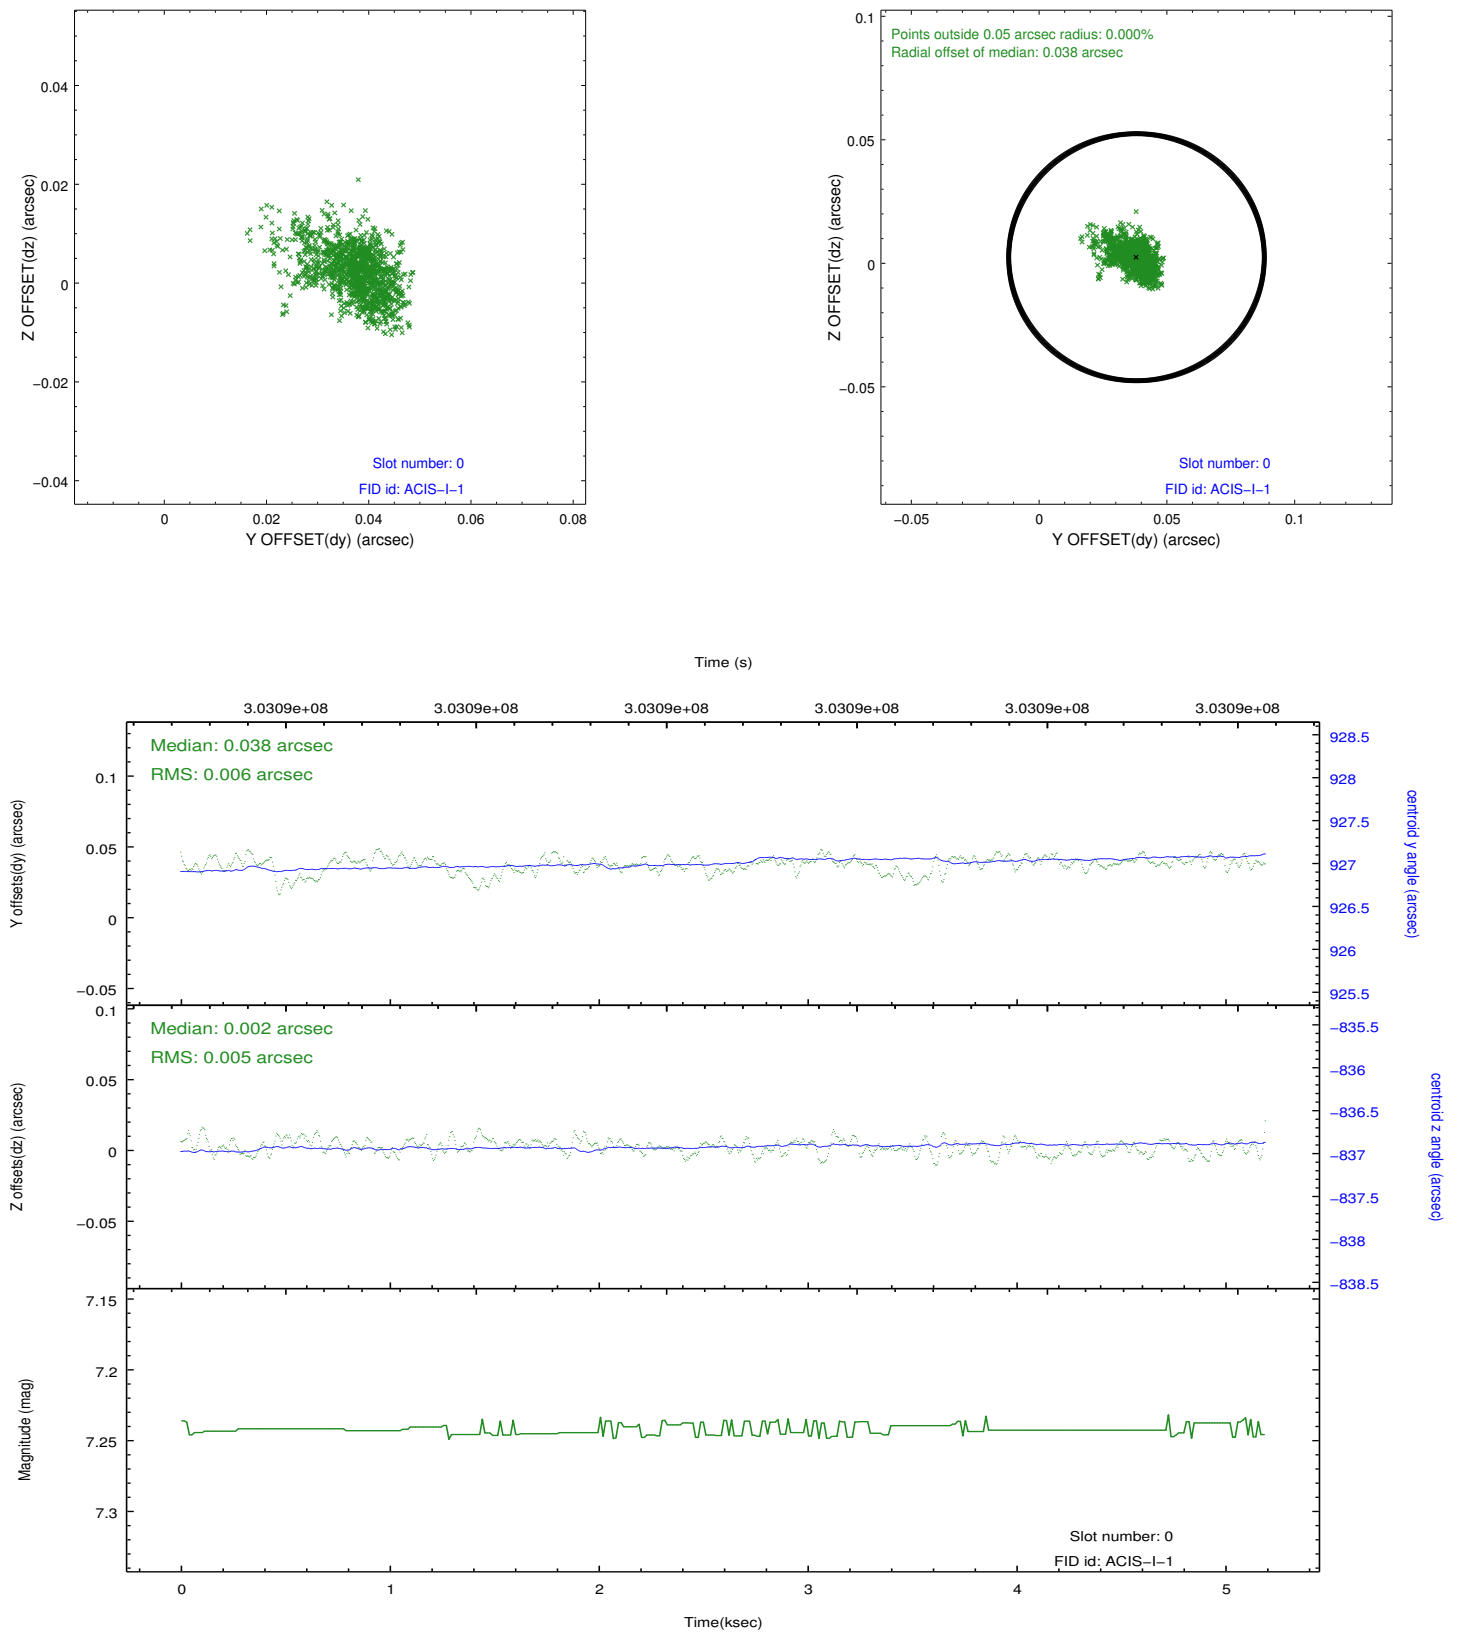 0.04
0.02
0
−0.02
−0.04
Z OFFSET(dz) (arcsec)
Slot number: 0
FID id: ACIS−I−1
0
0.02
0.04
0.06
0.08
Y OFFSET(dy) (arcsec)
Points outside 0.05 arcsec radius: 0.000%
Radial offset of median: 0.038 arcsec
0.1
0.05
0
−0.05
Z OFFSET(dz) (arcsec)
Slot number: 0
FID id: ACIS−I−1
−0.05
0
0.05
0.1
Y OFFSET(dy) (arcsec)
Time (s)
3.0309e+08
3.0309e+08
3.0309e+08
3.0309e+08
3.0309e+08
3.0309e+08
Median: 0.038 arcsec
RMS: 0.006 arcsec
0.1
0.05
0
−0.05
Y offsets(dy) (arcsec)
928.5
928
927.5
927
926.5
926
925.5
centroid y angle (arcsec)
Median: 0.002 arcsec
RMS: 0.005 arcsec
0.1
0.05
0
−0.05
Z offsets(dz) (arcsec)
−835.5
−836
−836.5
−837
−837.5
−838
−838.5
centroid z angle (arcsec)
7.15
7.2
7.25
7.3
Magnitude (mag)
Slot number: 0
FID id: ACIS−I−1
0
1
2
3
4
5
Time(ksec)